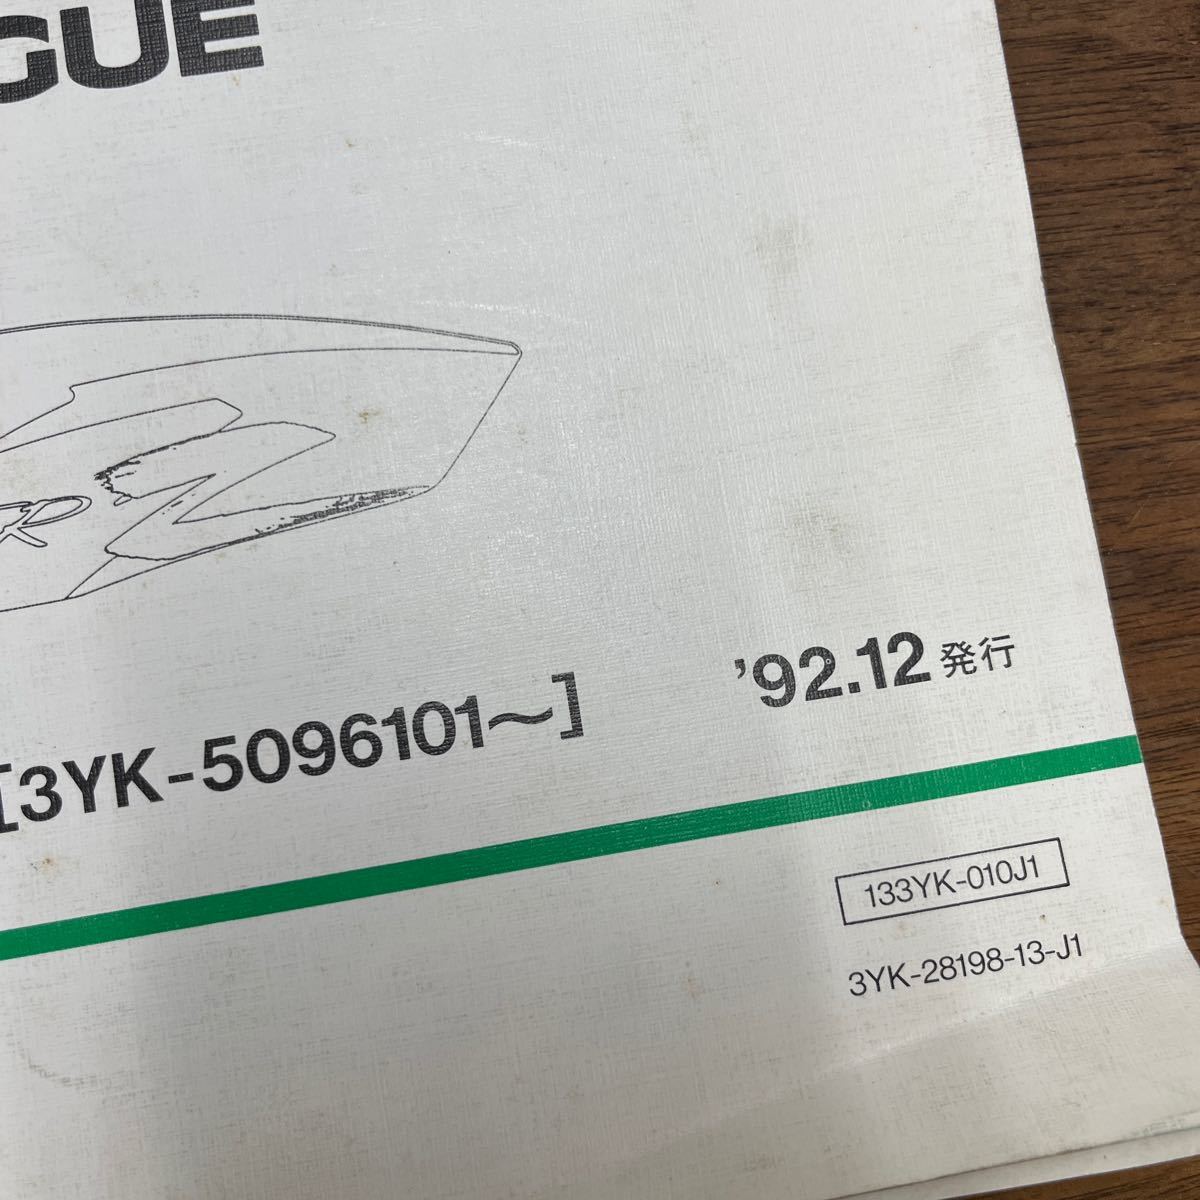 GUE
[3YK-5096101~]
'92.12 発行
133YK-010J1
3YK-28198-13-J1